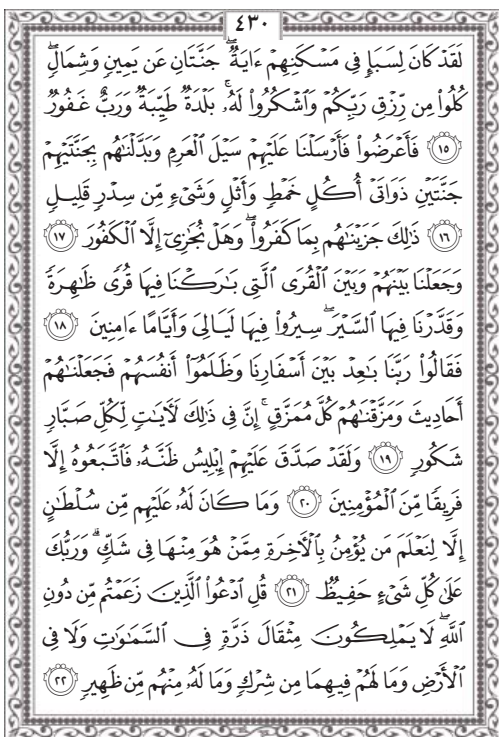 ٤٣٠
لَقَدْ كَانَ لِسَبَإٍ فِى مَسْكَنِهِمْ ءَايَةٌ ۖ جَنَّتَانِ عَن يَمِينٍ وَشِمَالٍ ۖ
كُلُوا۟ مِن رِّزْقِ رَبِّكُمْ وَٱشْكُرُوا۟ لَهُۥ ۚ بَلْدَةٌ طَيِّبَةٌ وَرَبٌّ غَفُورٌ
١٥ فَأَعْرَضُوا۟ فَأَرْسَلْنَا عَلَيْهِمْ سَيْلَ ٱلْعَرِمِ وَبَدَّلْنَٰهُم بِجَنَّتَيْهِمْ
جَنَّتَيْنِ ذَوَاتَىْ أُكُلٍ خَمْطٍ وَأَثْلٍ وَشَىْءٍ مِّن سِدْرٍ قَلِيلٍ
١٦ ذَٰلِكَ جَزَيْنَٰهُم بِمَا كَفَرُوا۟ ۖ وَهَلْ نُجَٰزِىٓ إِلَّا ٱلْكَفُورَ ١٧
وَجَعَلْنَا بَيْنَهُمْ وَبَيْنَ ٱلْقُرَى ٱلَّتِى بَٰرَكْنَا فِيهَا قُرًى ظَٰهِرَةً
وَقَدَّرْنَا فِيهَا ٱلسَّيْرَ ۖ سِيرُوا۟ فِيهَا لَيَالِىَ وَأَيَّامًا ءَامِنِينَ ١٨
فَقَالُوا۟ رَبَّنَا بَٰعِدْ بَيْنَ أَسْفَارِنَا وَظَلَمُوٓا۟ أَنفُسَهُمْ فَجَعَلْنَٰهُمْ
أَحَادِيثَ وَمَزَّقْنَٰهُمْ كُلَّ مُمَزَّقٍ ۚ إِنَّ فِى ذَٰلِكَ لَءَايَٰتٍ لِّكُلِّ صَبَّارٍ
شَكُورٍ ١٩ وَلَقَدْ صَدَّقَ عَلَيْهِمْ إِبْلِيسُ ظَنَّهُۥ فَٱتَّبَعُوهُ إِلَّا
فَرِيقًا مِّنَ ٱلْمُؤْمِنِينَ ٢٠ وَمَا كَانَ لَهُۥ عَلَيْهِم مِّن سُلْطَٰنٍ
إِلَّا لِنَعْلَمَ مَن يُؤْمِنُ بِٱلْءَاخِرَةِ مِمَّنْ هُوَ مِنْهَا فِى شَكٍّ ۗ وَرَبُّكَ
عَلَىٰ كُلِّ شَىْءٍ حَفِيظٌ ٢١ قُلِ ٱدْعُوا۟ ٱلَّذِينَ زَعَمْتُم مِّن دُونِ
ٱللَّهِ ۖ لَا يَمْلِكُونَ مِثْقَالَ ذَرَّةٍ فِى ٱلسَّمَٰوَٰتِ وَلَا فِى
ٱلْأَرْضِ وَمَا لَهُمْ فِيهِمَا مِن شِرْكٍ وَمَا لَهُۥ مِنْهُم مِّن ظَهِيرٍ ٢٢